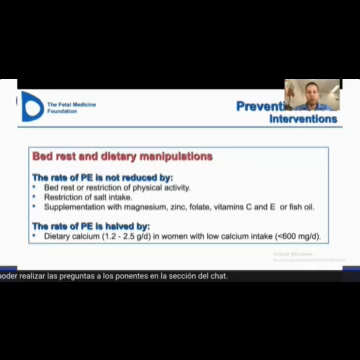 The Fetal Medicine
Foundation
Interventions
Bed rest and dietary manipulations
The rate of PE is not reduced by:
• Bed rest or restriction of physical activity.
• Restriction of salt intake.
• Supplementation with magnesium, zinc, folate, vitamins C and E or fish oil.
The rate of PE is halved by:
• Dietary calcium (1.2 - 2.5 g/d) in women with low calcium intake (<600 mg/d).
Activar Windows
poder realizar las preguntas a los ponentes en la sección del chat.